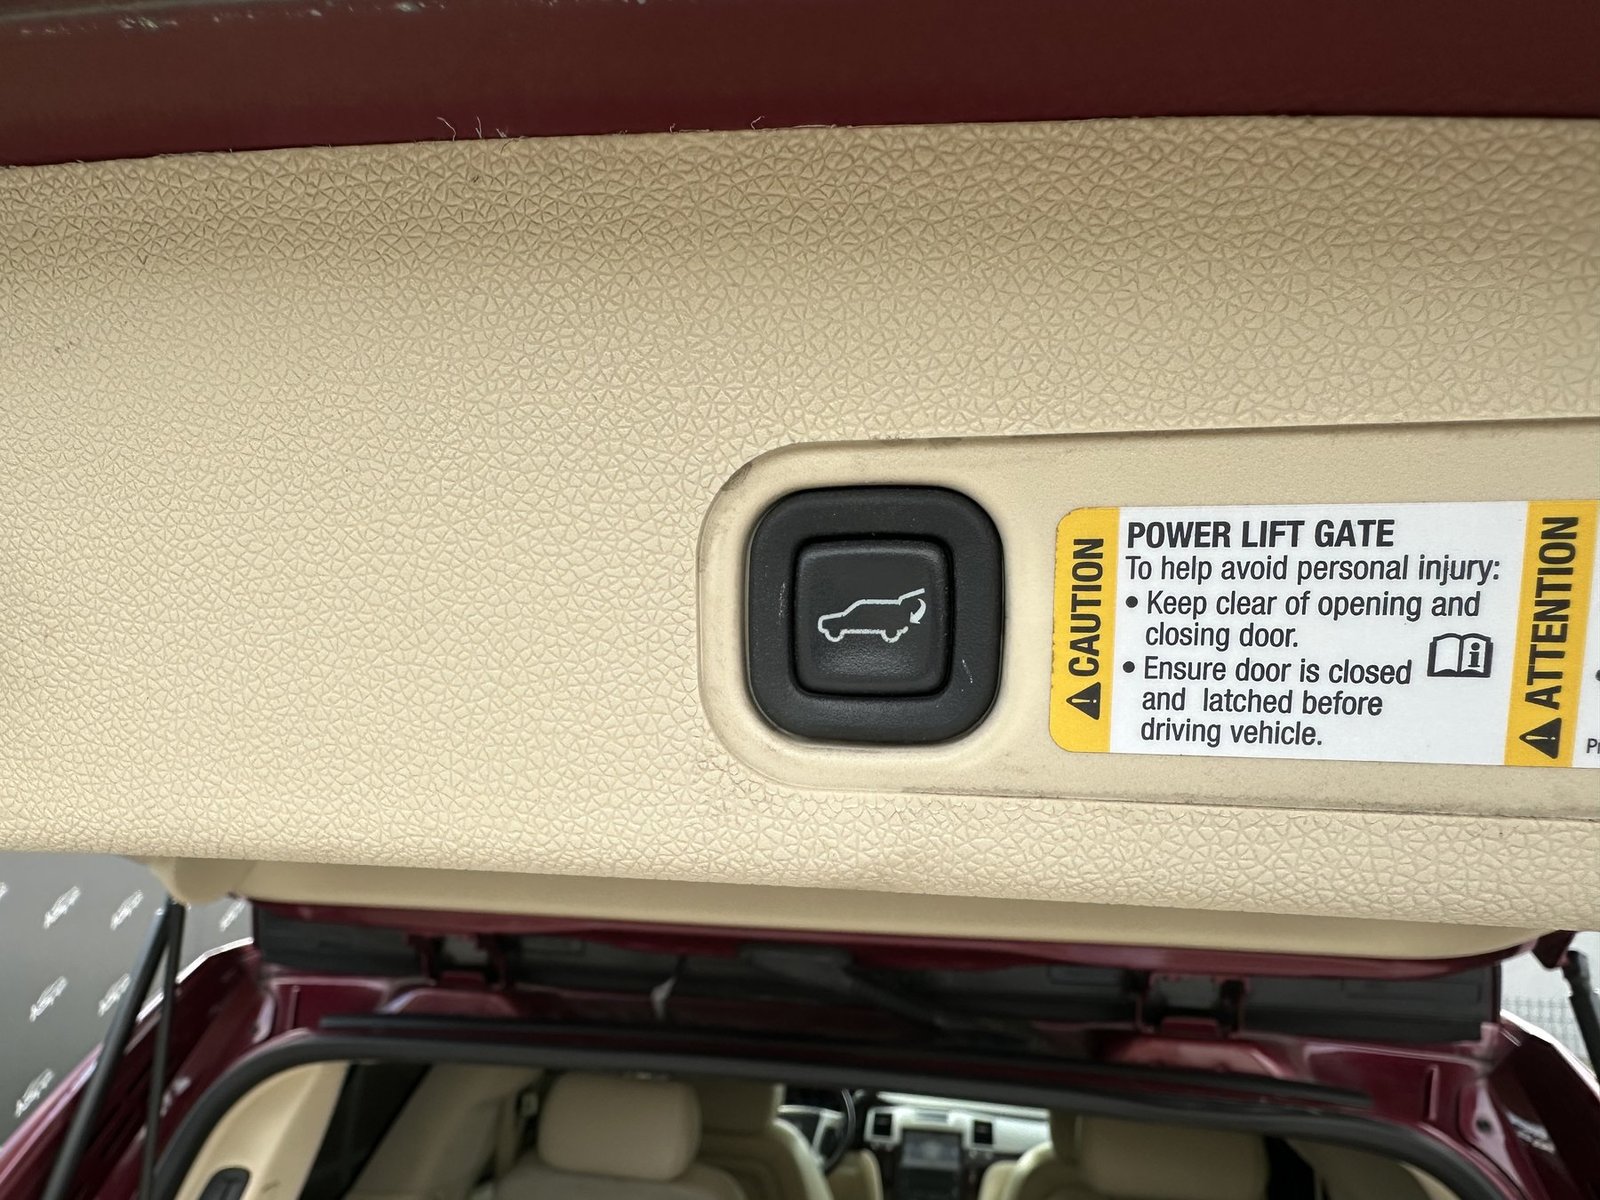 CAUTION
POWER LIFT GATE
To help avoid personal injury:
• Keep clear of opening and
closing door.
• Ensure door is closed
and latched before
driving vehicle.
ATTENTION